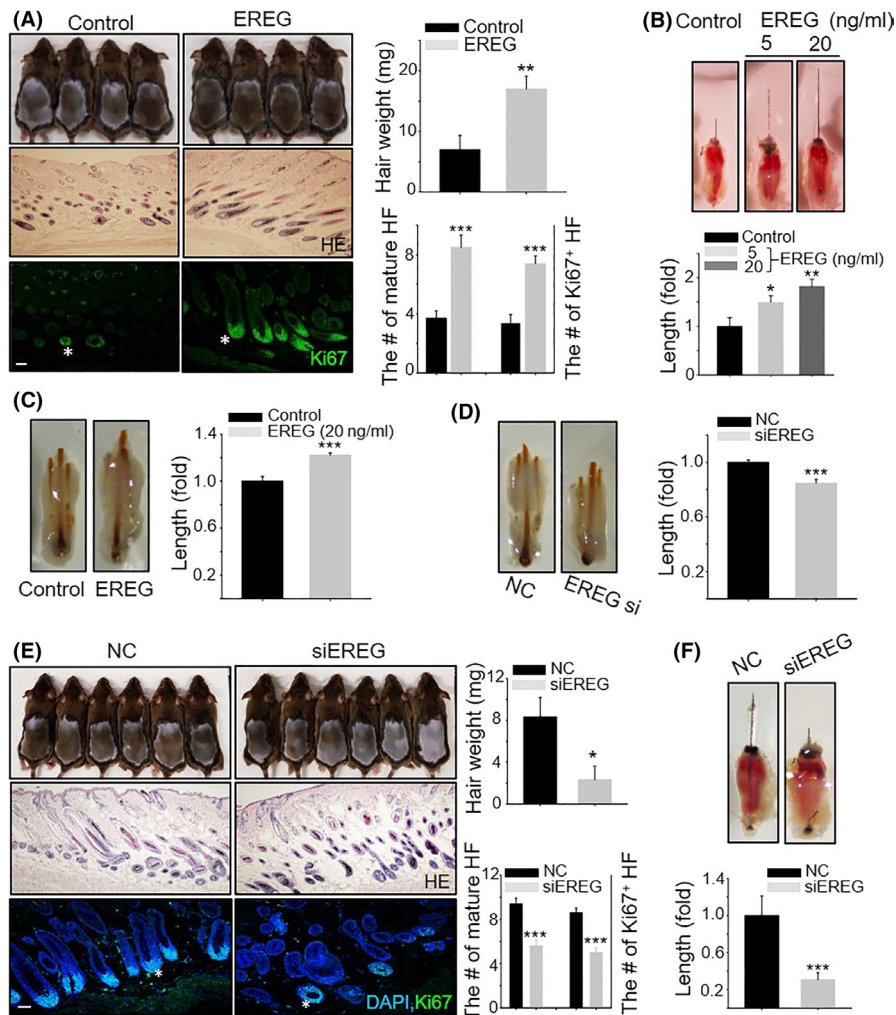 (A)
Control
EREG
HE
*
*
Ki67
Control
EREG
Hair weight (mg)
20
10
0
**
The # of mature HF
8
4
0
***
***
The # of Ki67+ HF
(B)
Control
EREG (ng/ml)
5
20
Control
5
20
EREG (ng/ml)
Length (fold)
2
1
0
*
**
(C)
Control
EREG
Control
EREG (20 ng/ml)
Length (fold)
1.4
1.0
0.6
0.2
***
(D)
NC
EREG si
NC
siEREG
Length (fold)
1.0
0.6
0.2
***
(E)
NC
siEREG
HE
*
*
DAPI,Ki67
NC
siEREG
Hair weight (mg)
12
8
4
0
*
NC
siEREG
The # of mature HF
12
8
4
0
***
***
The # of Ki67+ HF
(F)
NC
siEREG
NC
siEREG
Length (fold)
1.4
1.0
0.6
0.2
***